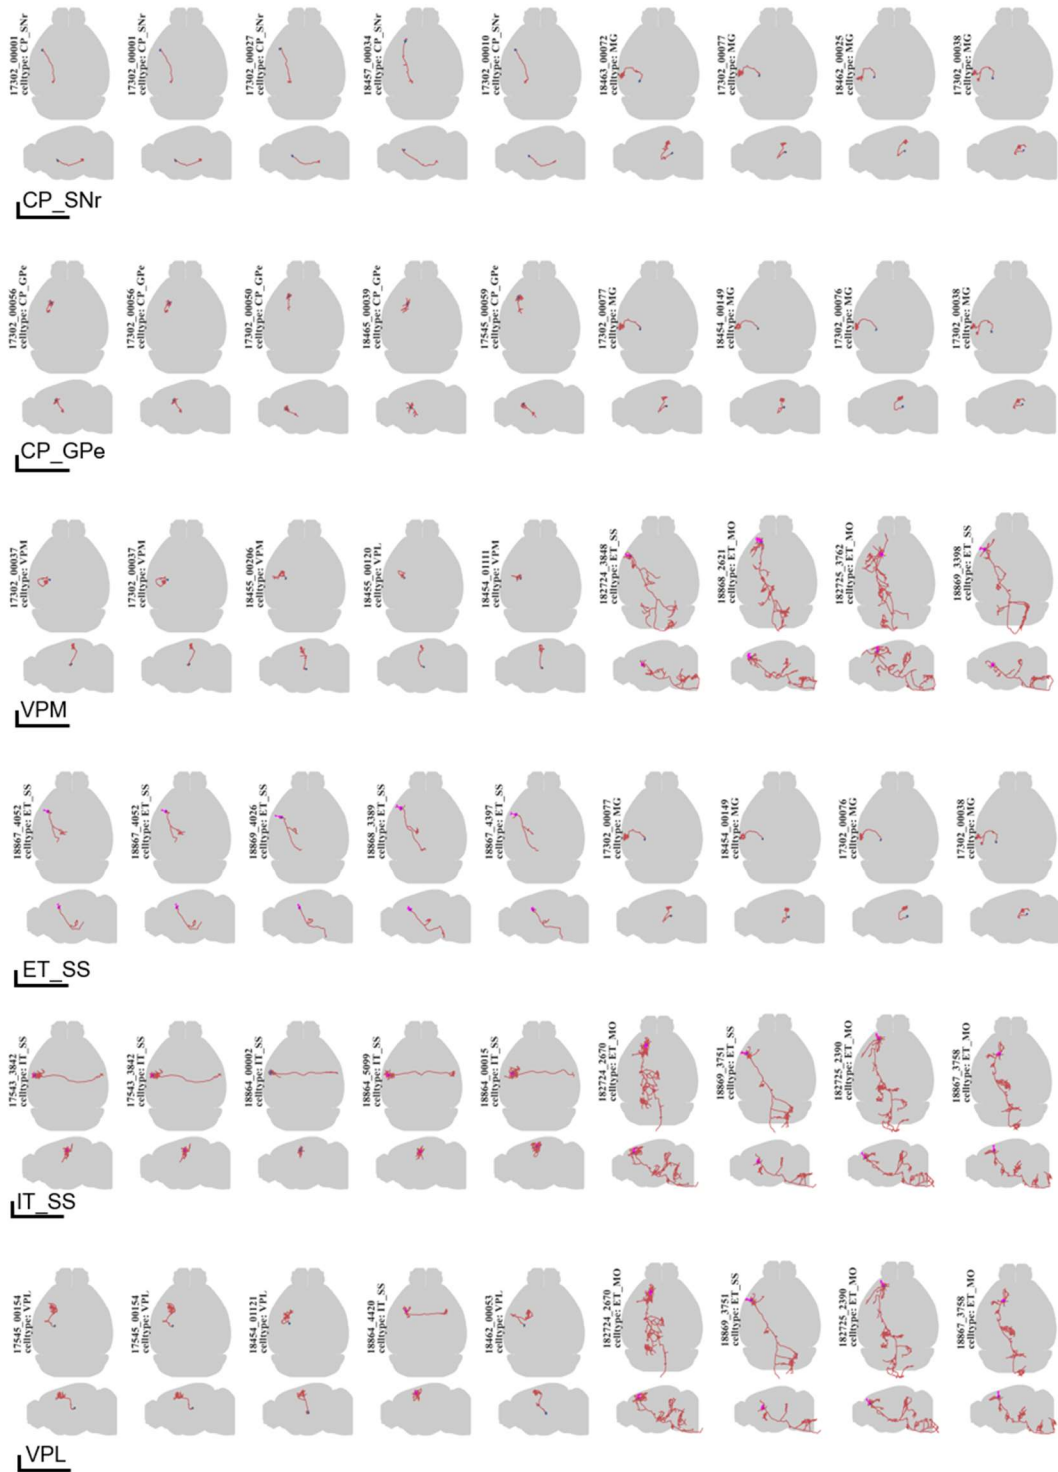 17302_00001
celltype: CP_SNr
17302_00001
celltype: CP_SNr
17302_00027
celltype: CP_SNr
18457_00034
celltype: CP_SNr
17302_00010
celltype: CP_SNr
18463_00072
celltype: MG
17302_00077
celltype: MG
18462_00025
celltype: MG
17302_00038
celltype: MG
CP_SNr
17302_00056
celltype: CP_GPe
17302_00056
celltype: CP_GPe
17302_00050
celltype: CP_GPe
18465_00039
celltype: CP_GPe
17545_00059
celltype: CP_GPe
17302_00077
celltype: MG
18454_00149
celltype: MG
17302_00076
celltype: MG
17302_00038
celltype: MG
CP_GPe
17302_00037
celltype: VPM
17302_00037
celltype: VPM
18455_00206
celltype: VPM
18455_00120
celltype: VPL
18454_01111
celltype: VPM
182724_3848
celltype: ET_SS
18868_2621
celltype: ET_MO
182725_3762
celltype: ET_MO
18869_3398
celltype: ET_SS
VPM
18867_4052
celltype: ET_SS
18867_4052
celltype: ET_SS
18869_4026
celltype: ET_SS
18868_3389
celltype: ET_SS
18867_4397
celltype: ET_SS
17302_00077
celltype: MG
18454_00149
celltype: MG
17302_00076
celltype: MG
17302_00038
celltype: MG
ET_SS
17543_3842
celltype: IT_SS
17543_3842
celltype: IT_SS
18864_00002
celltype: IT_SS
18864_5099
celltype: IT_SS
18864_00015
celltype: IT_SS
182724_2670
celltype: ET_MO
18869_3751
celltype: ET_SS
182725_2390
celltype: ET_MO
18867_3758
celltype: ET_MO
IT_SS
17545_00154
celltype: VPL
17545_00154
celltype: VPL
18454_01121
celltype: VPL
18864_4420
celltype: IT_SS
18462_00053
celltype: VPL
182724_2670
celltype: ET_MO
18869_3751
celltype: ET_SS
182725_2390
celltype: ET_MO
18867_3758
celltype: ET_MO
VPL